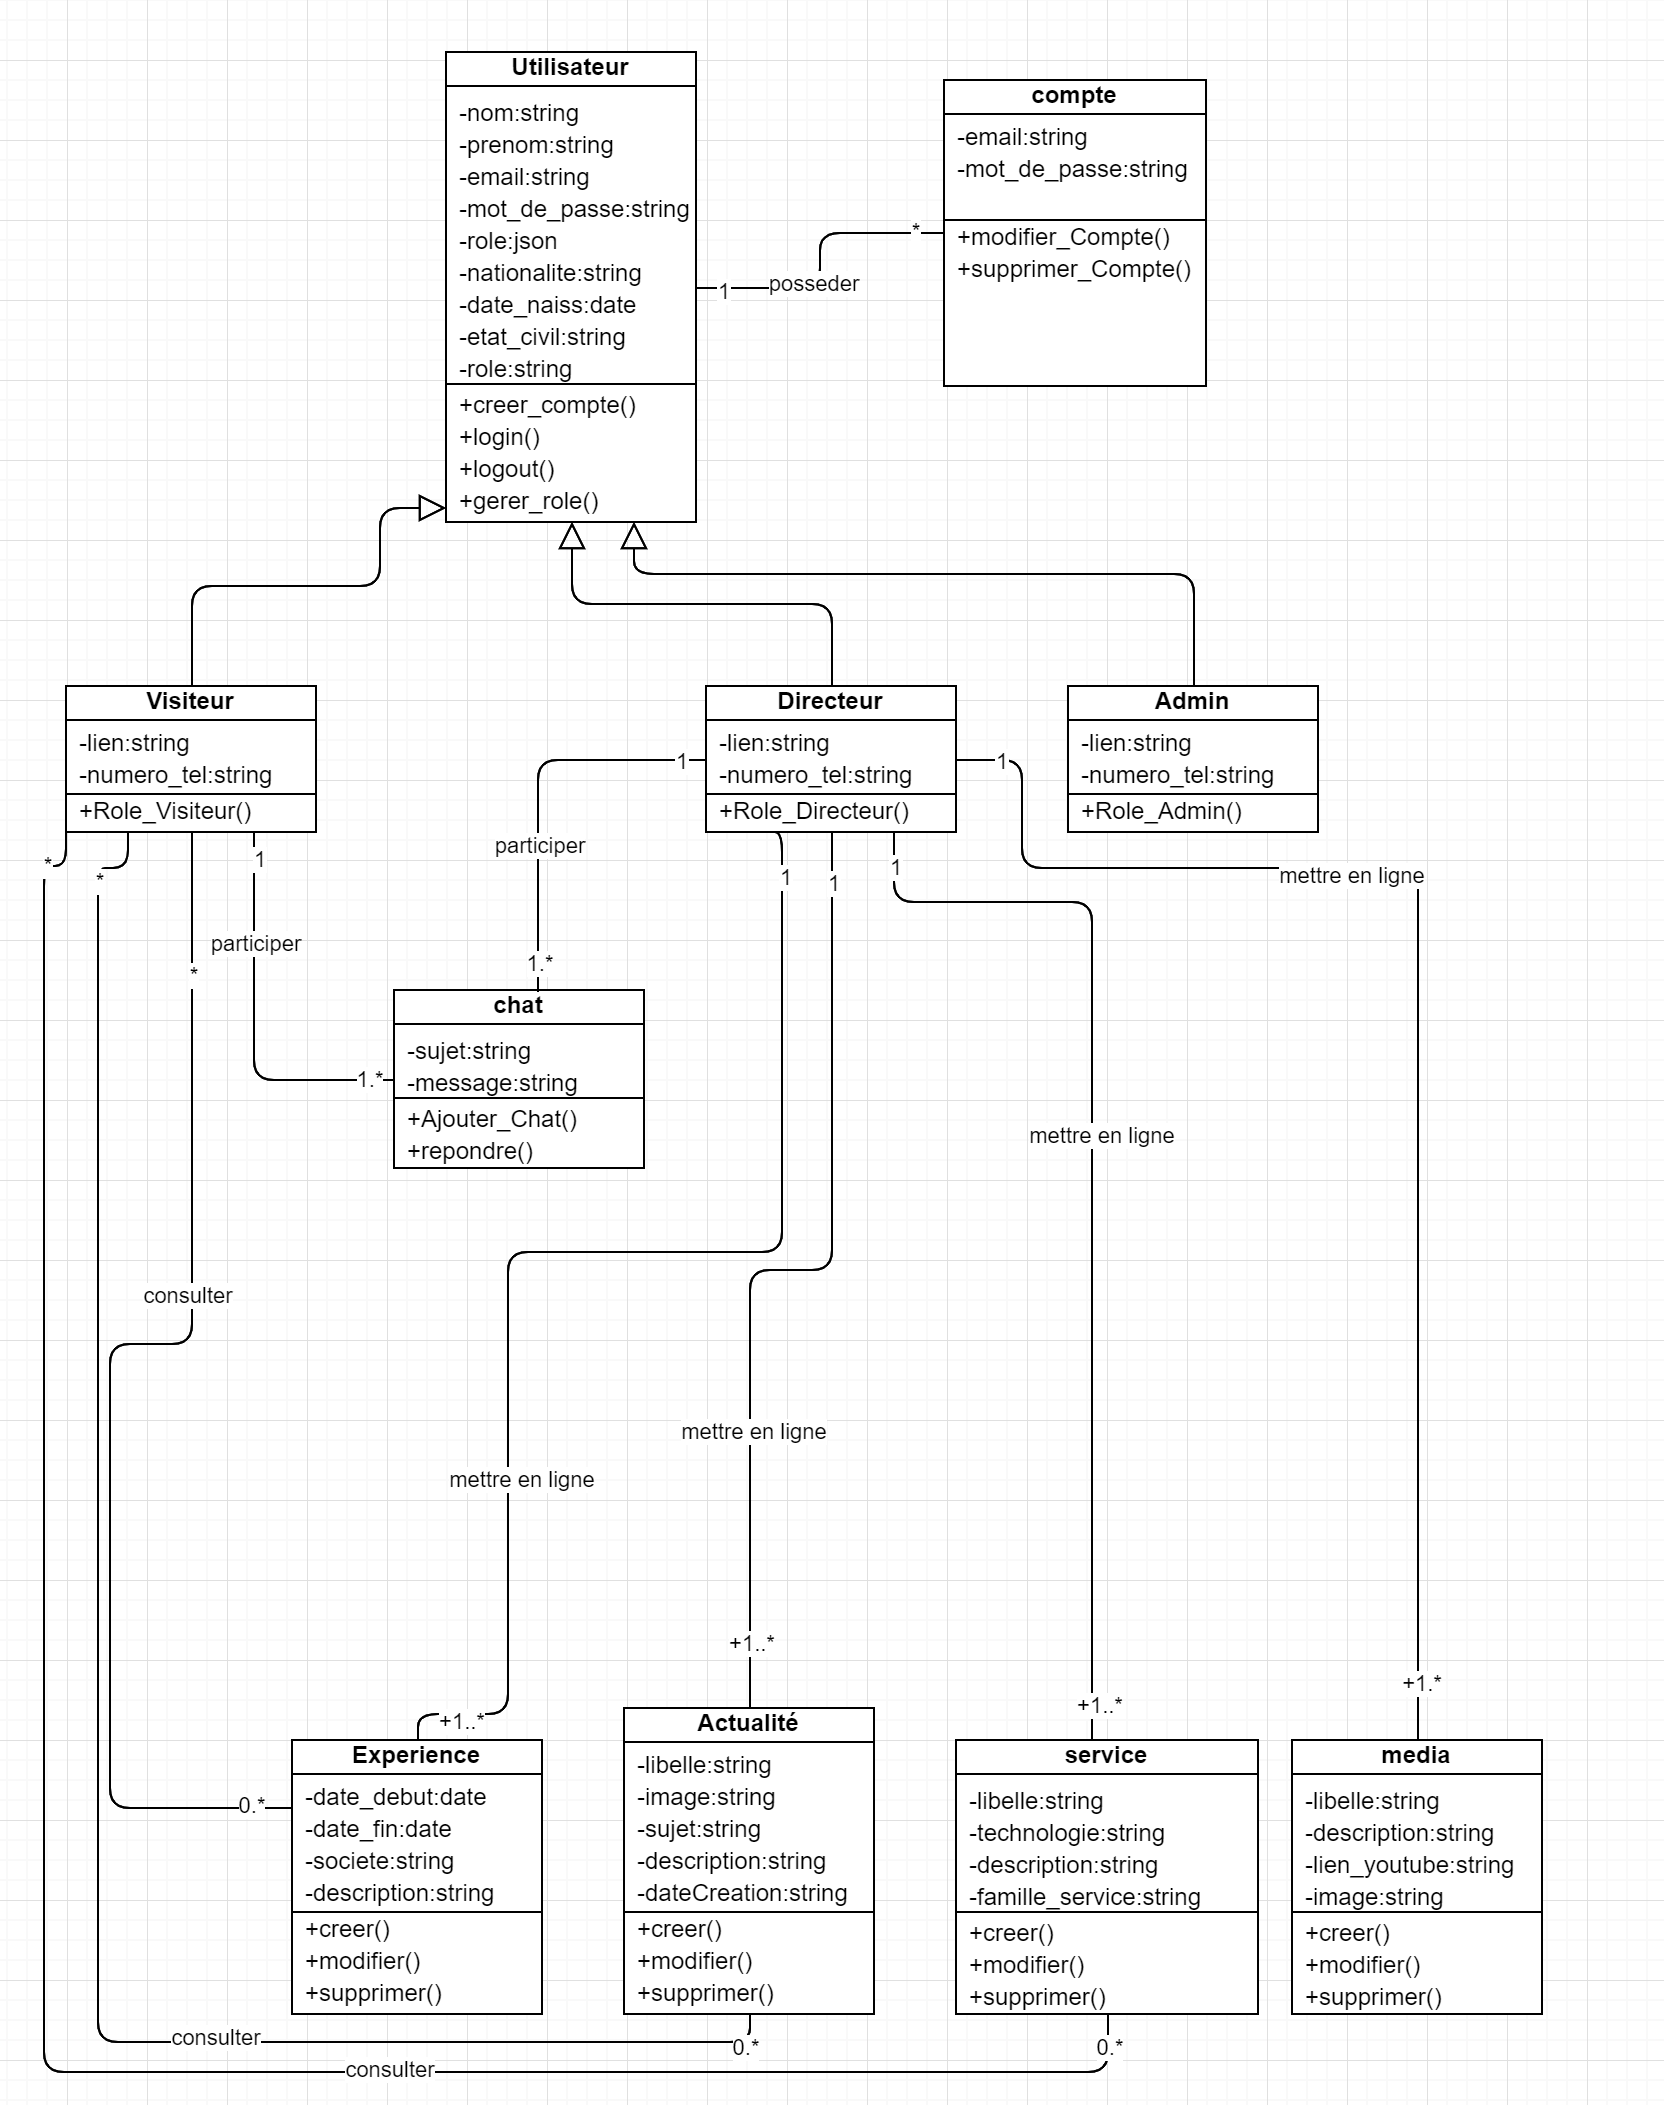 Utilisateur
-nom:string
-prenom:string
-email:string
-mot_de_passe:string
-role:json
-nationalite:string
-date_naiss:date
-etat_civil:string
-role:string
+creer_compte()
+login()
+logout()
+gerer_role()
compte
-email:string
-mot_de_passe:string
+modifier_Compte()
+supprimer_Compte()
1
posseder
*
Visiteur
-lien:string
-numero_tel:string
+Role_Visiteur()
Directeur
-lien:string
-numero_tel:string
+Role_Directeur()
Admin
-lien:string
-numero_tel:string
+Role_Admin()
*
*
*
1
participer
1.*
1
participer
1.*
1
1
1
1
mettre en ligne
chat
-sujet:string
-message:string
+Ajouter_Chat()
+repondre()
mettre en ligne
consulter
mettre en ligne
mettre en ligne
+1..*
+1..*
+1..*
+1.*
0.*
Experience
-date_debut:date
-date_fin:date
-societe:string
-description:string
+creer()
+modifier()
+supprimer()
Actualité
-libelle:string
-image:string
-sujet:string
-description:string
-dateCreation:string
+creer()
+modifier()
+supprimer()
service
-libelle:string
-technologie:string
-description:string
-famille_service:string
+creer()
+modifier()
+supprimer()
media
-libelle:string
-description:string
-lien_youtube:string
-image:string
+creer()
+modifier()
+supprimer()
consulter
0.*
0.*
consulter